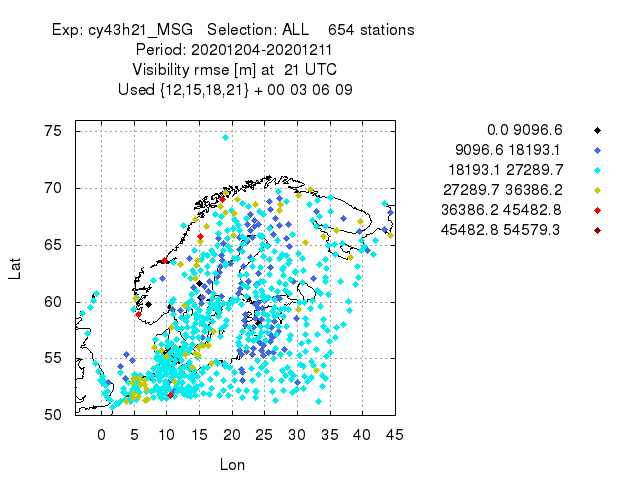 Exp: cy43h21_MSG   Selection: ALL    654 stations
Period: 20201204-20201211
Visibility rmse [m] at  21 UTC
Used {12,15,18,21} + 00 03 06 09
0.0 9096.6
9096.6 18193.1
18193.1 27289.7
27289.7 36386.2
36386.2 45482.8
45482.8 54579.3
75
70
65
60
55
50
Lat
0 5 10 15 20 25 30 35 40 45
Lon